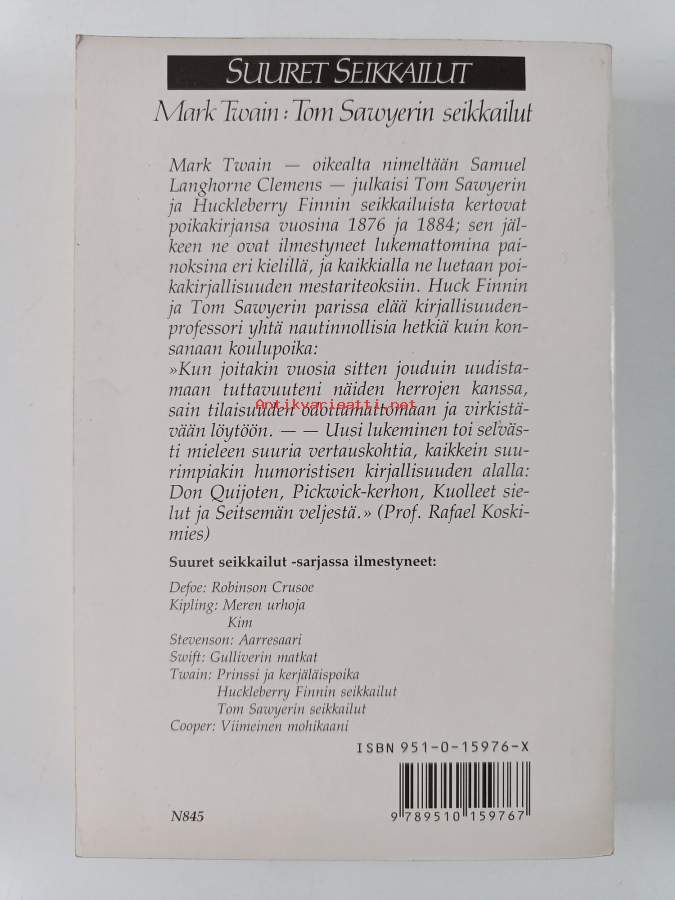 SUURET SEIKKAILUT
Mark Twain: Tom Sawyerin seikkailut
Mark Twain — oikealta nimeltään Samuel
Langhorne Clemens — julkaisi Tom Sawyerin
ja Huckleberry Finnin seikkailuista kertovat
poikakirjansa vuosina 1876 ja 1884; sen jäl-
keen ne ovat ilmestyneet lukemattomina pai-
noksina eri kielillä, ja kaikkialla ne luetaan poi-
kakirjallisuuden mestariteoksiin. Huck Finnin
ja Tom Sawyerin parissa elää kirjallisuuden-
professori yhtä nautinnollisia hetkiä kuin kon-
sanaan koulupoika:
»Kun joitakin vuosia sitten jouduin uudista-
maan tuttavuuteni näiden herrojen kanssa,
Antikvariaatti.net
sain tilaisuuden odottamattomaan ja virkistä-
vään löytöön. — — Uusi lukeminen toi selväs-
ti mieleen suuria vertauskohtia, kaikkein suu-
rimpiakin humoristisen kirjallisuuden alalla:
Don Quijoten, Pickwick-kerhon, Kuolleet sie-
lut ja Seitsemän veljestä.» (Prof. Rafael Koski-
mies)
Suuret seikkailut -sarjassa ilmestyneet:
Defoe: Robinson Crusoe
Kipling: Meren urhoja
Kim
Stevenson: Aarresaari
Swift: Gulliverin matkat
Twain: Prinssi ja kerjäläispoika
Huckleberry Finnin seikkailut
Tom Sawyerin seikkailut
Cooper: Viimeinen mohikaani
ISBN 951-0-15976-X
N845
9 789510 159767